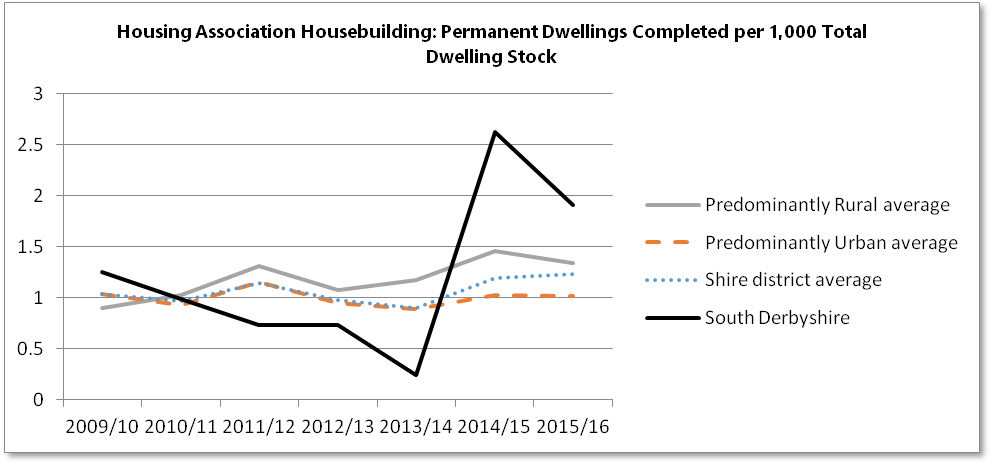 Housing Association Housebuilding: Permanent Dwellings Completed per 1,000 Total
Dwelling Stock
3
2.5
2
1.5
1
0.5
0
2009/10 2010/11 2011/12 2012/13 2013/14 2014/15 2015/16
Predominantly Rural average
Predominantly Urban average
Shire district average
South Derbyshire